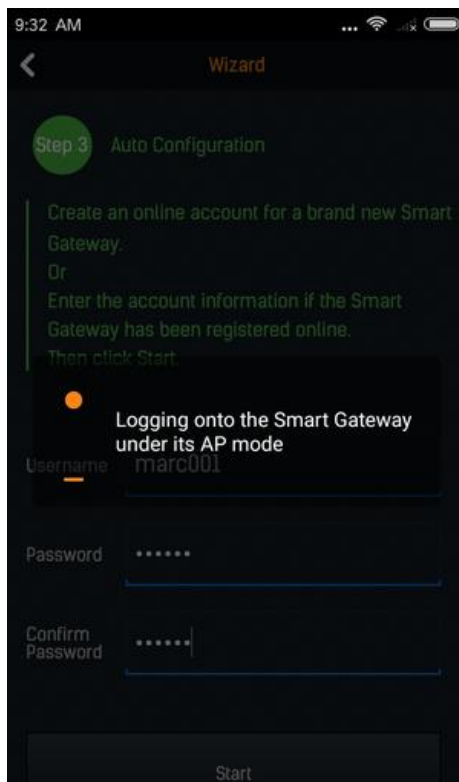 9:32 AM
Wizard
Step 3 Auto Configuration
Create an online account for a brand new Smart
Gateway.
Or
Enter the account information if the Smart
Gateway has been registered online.
Then click Start.
Logging onto the Smart Gateway
under its AP mode
Username marc001
Password ••••••
Confirm
Password ••••••
Start